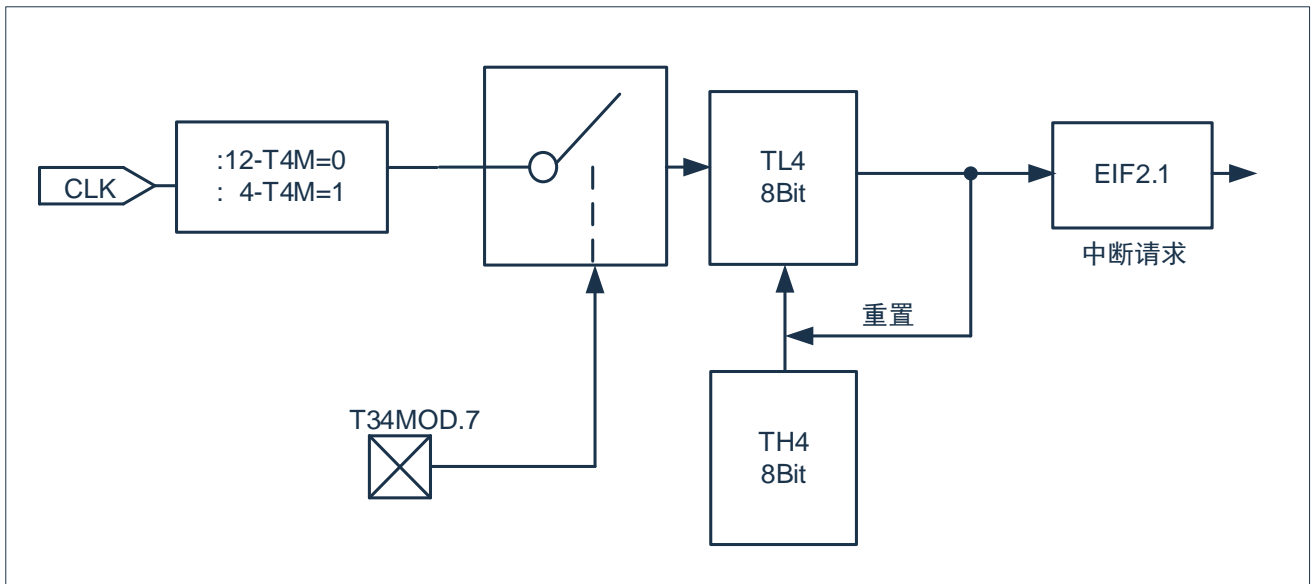 CLK
:12-T4M=0
: 4-T4M=1
TL4
8Bit
EIF2.1
中断请求
重置
T34MOD.7
TH4
8Bit